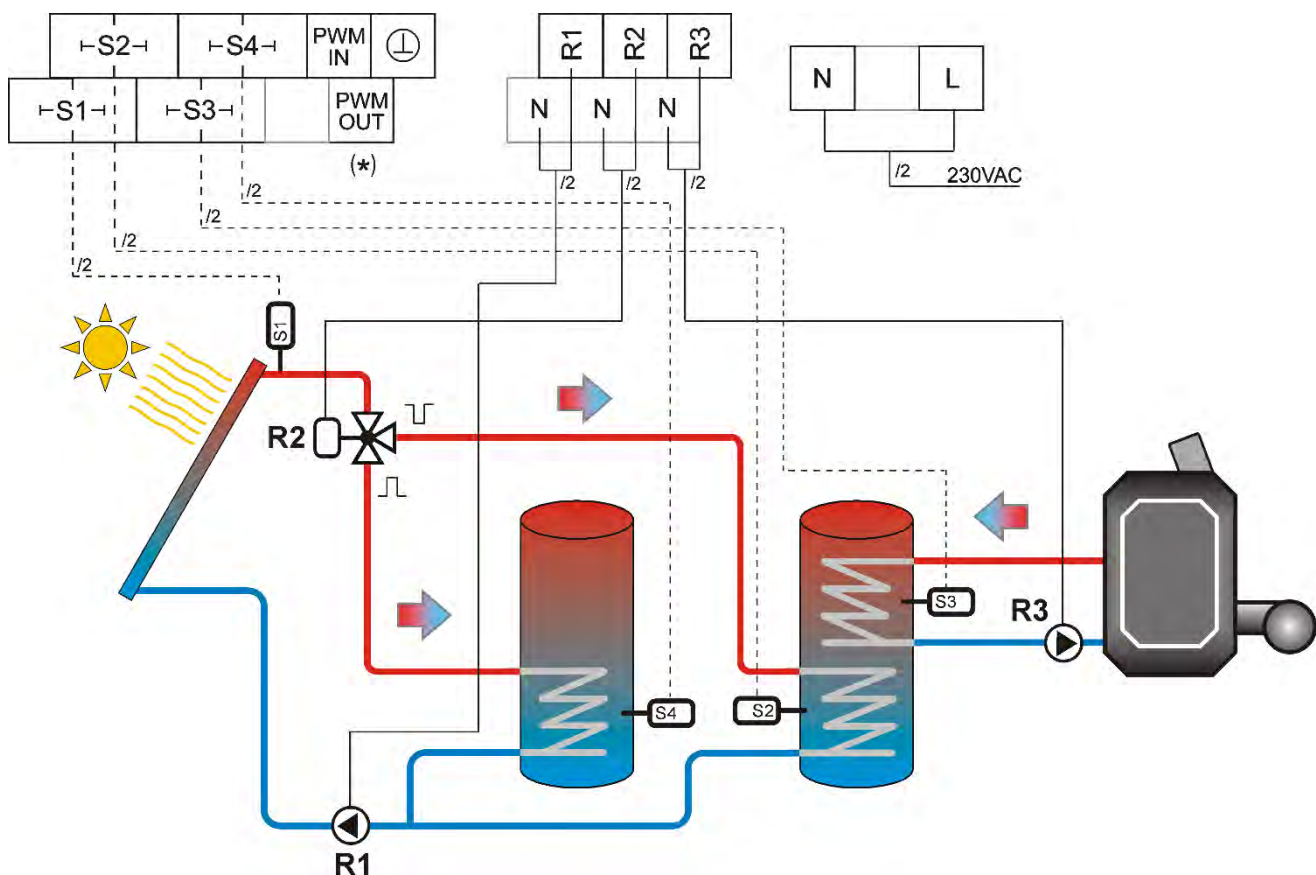 S2 S4 PWM IN
S1 S3 PWM OUT
(*)
R1 R2 R3
N N N
N L
/2 230VAC
/2 /2 /2
/2
/2
/2
/2
S1
R2
S3
R3
S4
S2
R1